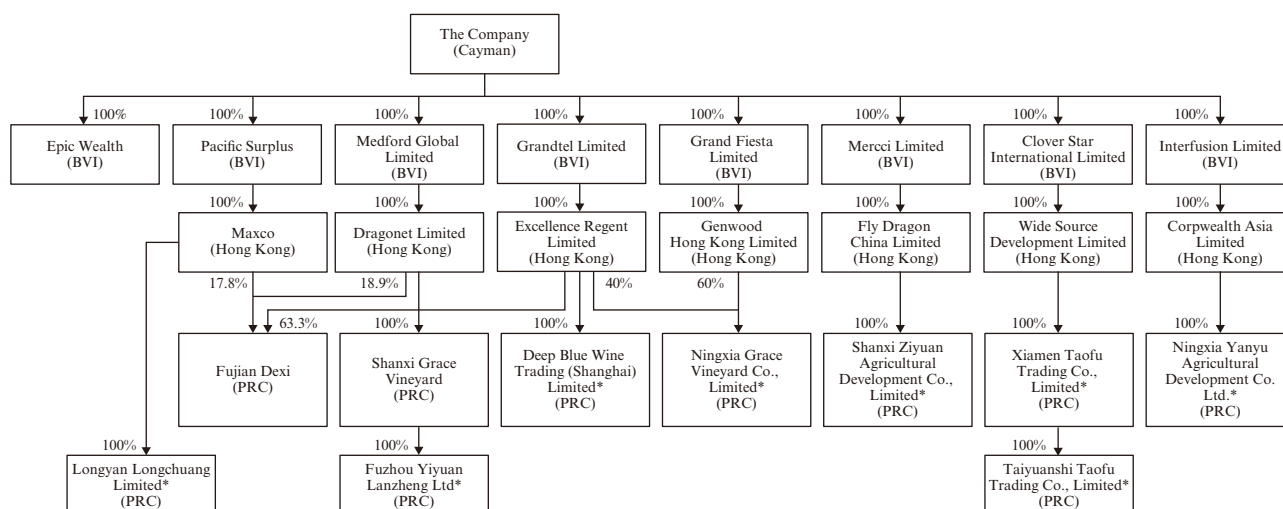 The Company
(Cayman)
100%
100%
100%
100%
100%
100%
100%
100%
Epic Wealth
(BVI)
Pacific Surplus
(BVI)
Medford Global
Limited
(BVI)
Grandtel Limited
(BVI)
Grand Fiesta
Limited
(BVI)
Mercci Limited
(BVI)
Clover Star
International Limited
(BVI)
Interfusion Limited
(BVI)
100%
100%
100%
100%
100%
100%
100%
Maxco
(Hong Kong)
Dragonet Limited
(Hong Kong)
Excellence Regent
Limited
(Hong Kong)
Genwood
Hong Kong Limited
(Hong Kong)
Fly Dragon
China Limited
(Hong Kong)
Wide Source
Development Limited
(Hong Kong)
Corpwealth Asia
Limited
(Hong Kong)
17.8%
18.9%
40%
60%
63.3%
100%
100%
100%
100%
100%
100%
Fujian Dexi
(PRC)
Shanxi Grace
Vineyard
(PRC)
Deep Blue Wine
Trading (Shanghai)
Limited*
(PRC)
Ningxia Grace
Vineyard Co.,
Limited*
(PRC)
Shanxi Ziyuan
Agricultural
Development Co.,
Limited*
(PRC)
Xiamen Taofu
Trading Co.,
Limited*
(PRC)
Ningxia Yanyu
Agricultural
Development Co.
Ltd.*
(PRC)
100%
100%
100%
Longyan Longchuang
Limited*
(PRC)
Fuzhou Yiyuan
Lanzheng Ltd*
(PRC)
Taiyuanshi Taofu
Trading Co., Limited*
(PRC)